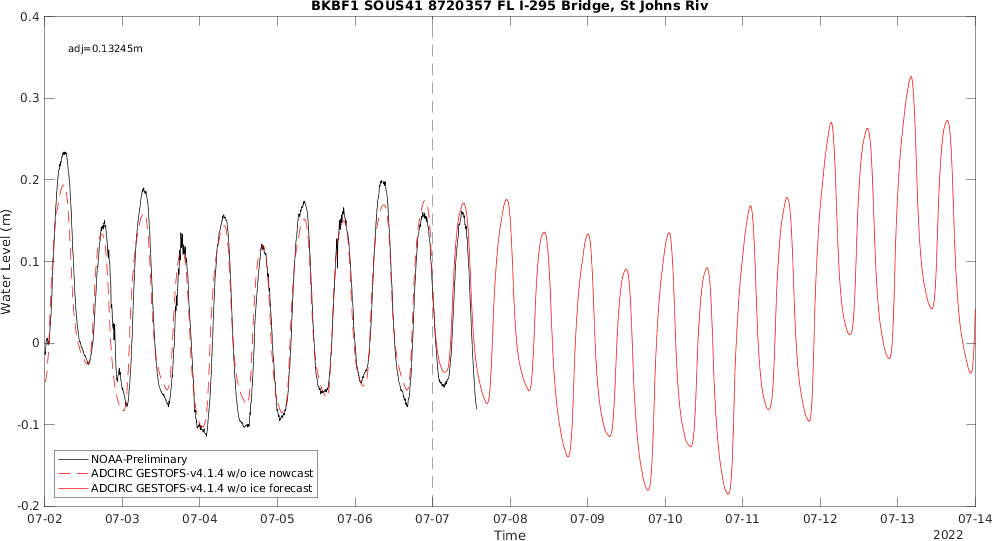 BKBF1 SOUS41 8720357 FL I-295 Bridge, St Johns Riv
0.4
adj=0.13245m
0.3
0.2
0.1
0
-0.1
-0.2
Water Level (m)
NOAA-Preliminary
ADCIRC GESTOFS-v4.1.4 w/o ice nowcast
ADCIRC GESTOFS-v4.1.4 w/o ice forecast
07-02 07-03 07-04 07-05 07-06 07-07 07-08 07-09 07-10 07-11 07-12 07-13 07-14
Time
2022